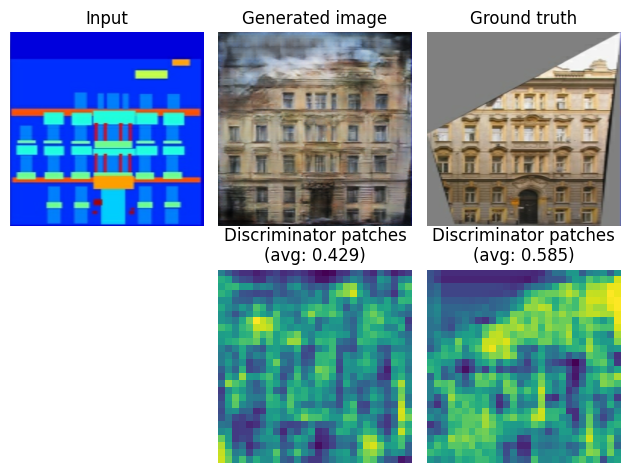 Input
Generated image
Ground truth
Discriminator patches
(avg: 0.429)
Discriminator patches
(avg: 0.585)